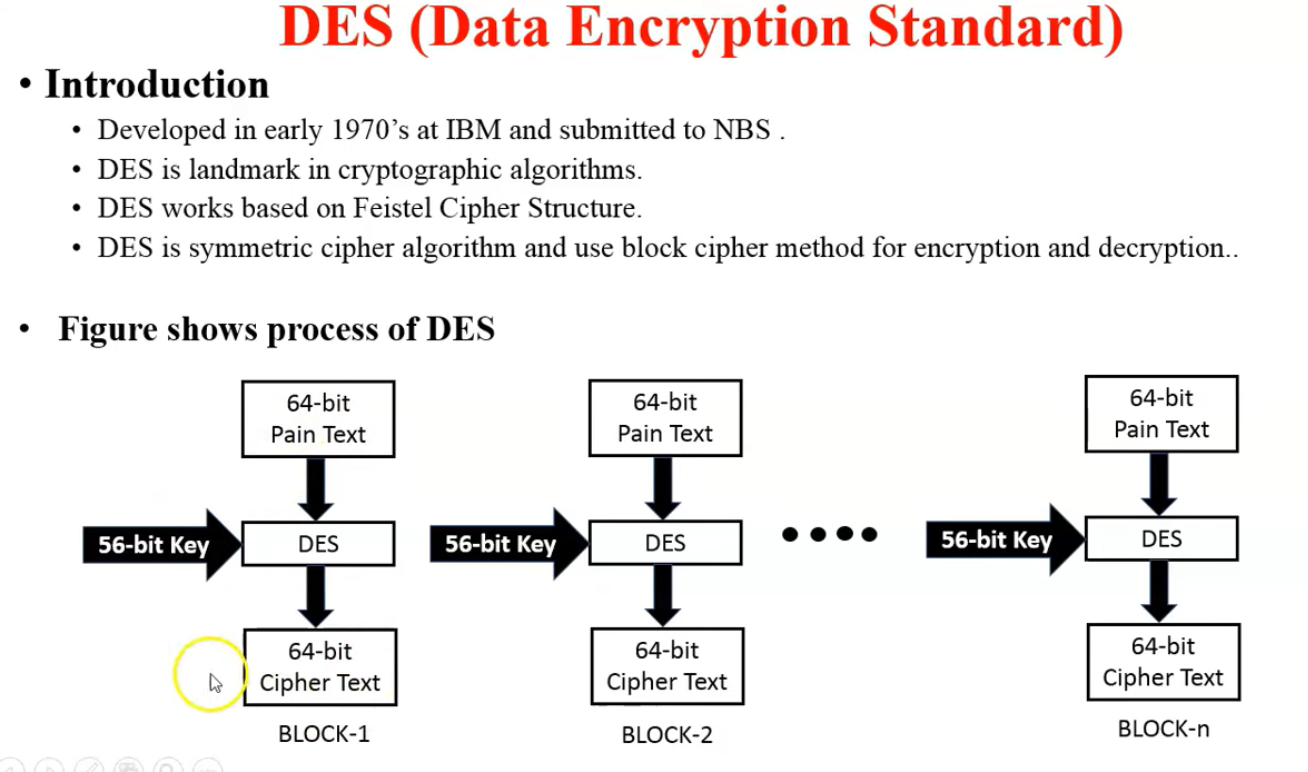 DES (Data Encryption Standard)
• Introduction
• Developed in early 1970’s at IBM and submitted to NBS .
• DES is landmark in cryptographic algorithms.
• DES works based on Feistel Cipher Structure.
• DES is symmetric cipher algorithm and use block cipher method for encryption and decryption..
• Figure shows process of DES
64-bit
Pain Text
64-bit
Pain Text
64-bit
Pain Text
56-bit Key
DES
56-bit Key
DES
56-bit Key
DES
64-bit
Cipher Text
64-bit
Cipher Text
64-bit
Cipher Text
BLOCK-1
BLOCK-2
BLOCK-n